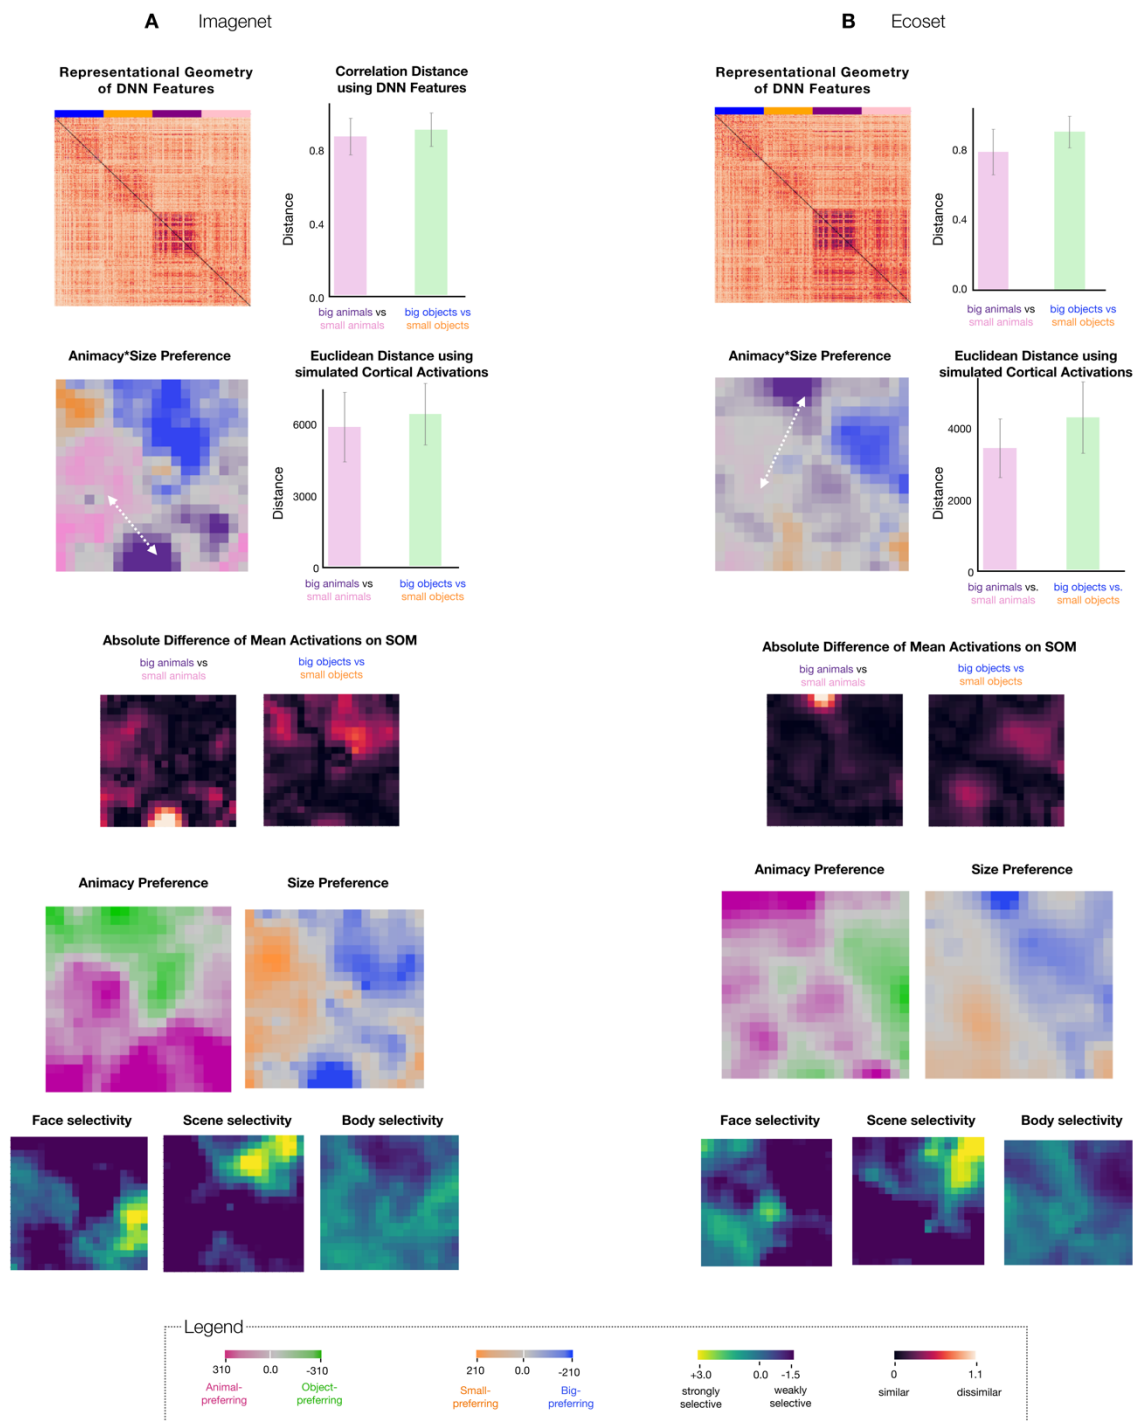 A Imagenet
Representational Geometry
of DNN Features
Correlation Distance
using DNN Features
Distance
0.8
0.4
0.0
big animals vs
small animals
big objects vs
small objects
Animacy*Size Preference
Euclidean Distance using
simulated Cortical Activations
Distance
6000
3000
0
big animals vs
small animals
big objects vs
small objects
Absolute Difference of Mean Activations on SOM
big animals vs
small animals
big objects vs
small objects
Animacy Preference
Size Preference
Face selectivity
Scene selectivity
Body selectivity
B Ecoset
Representational Geometry
of DNN Features
Correlation Distance
using DNN Features
Distance
0.8
0.4
0.0
big animals vs
small animals
big objects vs
small objects
Animacy*Size Preference
Euclidean Distance using
simulated Cortical Activations
Distance
4000
2000
0
big animals vs.
small animals
big objects vs.
small objects
Absolute Difference of Mean Activations on SOM
big animals vs
small animals
big objects vs
small objects
Animacy Preference
Size Preference
Face selectivity
Scene selectivity
Body selectivity
Legend
310 0.0 -310
Animal-
preferring
Object-
preferring
210 0.0 -210
Small-
preferring
Big-
preferring
+3.0 0.0 -1.5
strongly
selective
weakly
selective
0 1.1
similar dissimilar